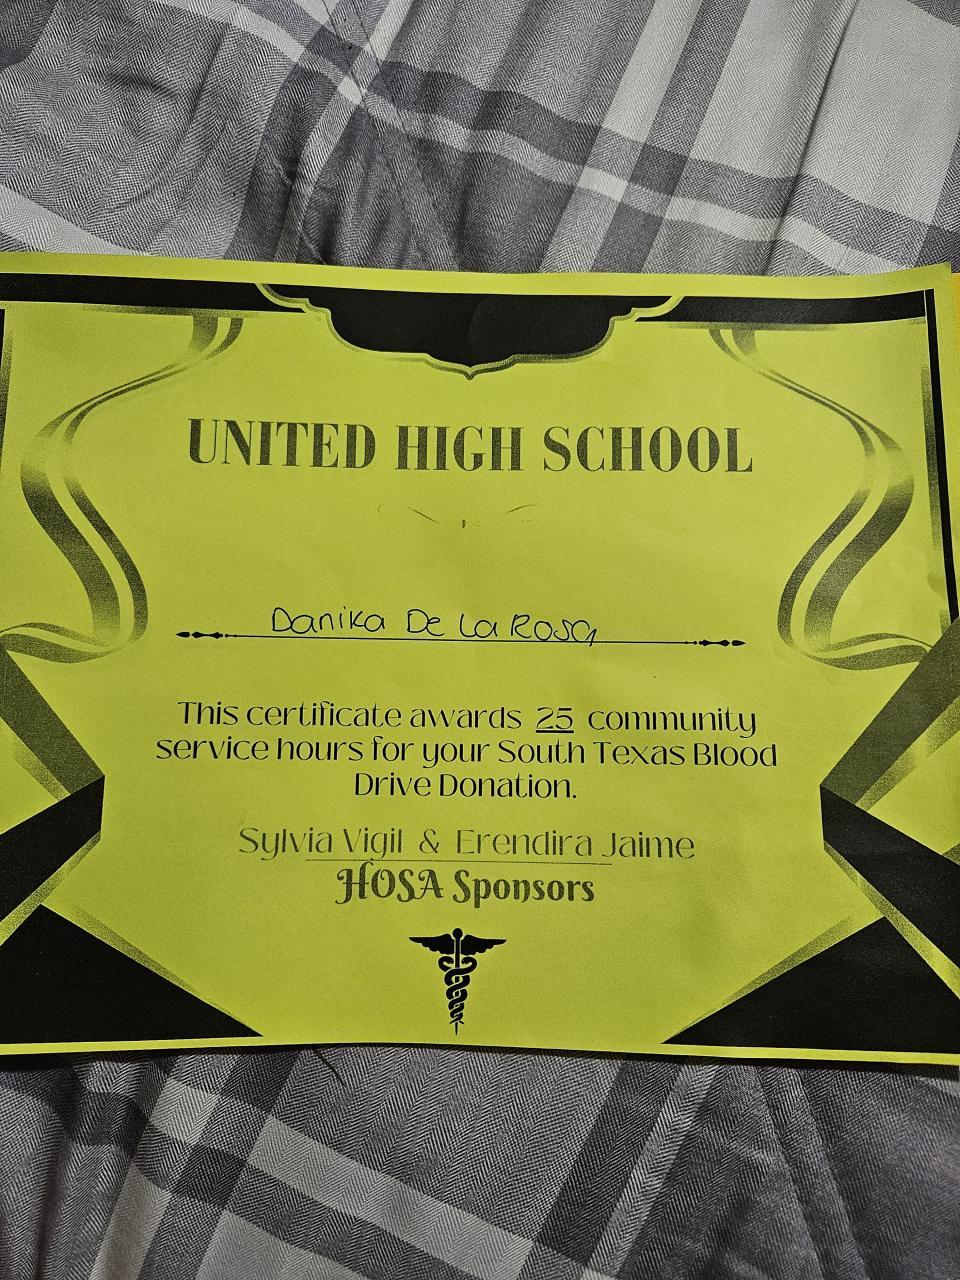 UNITED HIGH SCHOOL
Danika De La Rosa
This certificate awards 25 community
service hours for your South Texas Blood
Drive Donation.
Sylvia Vigil & Erendira Jaime
HOSA Sponsors